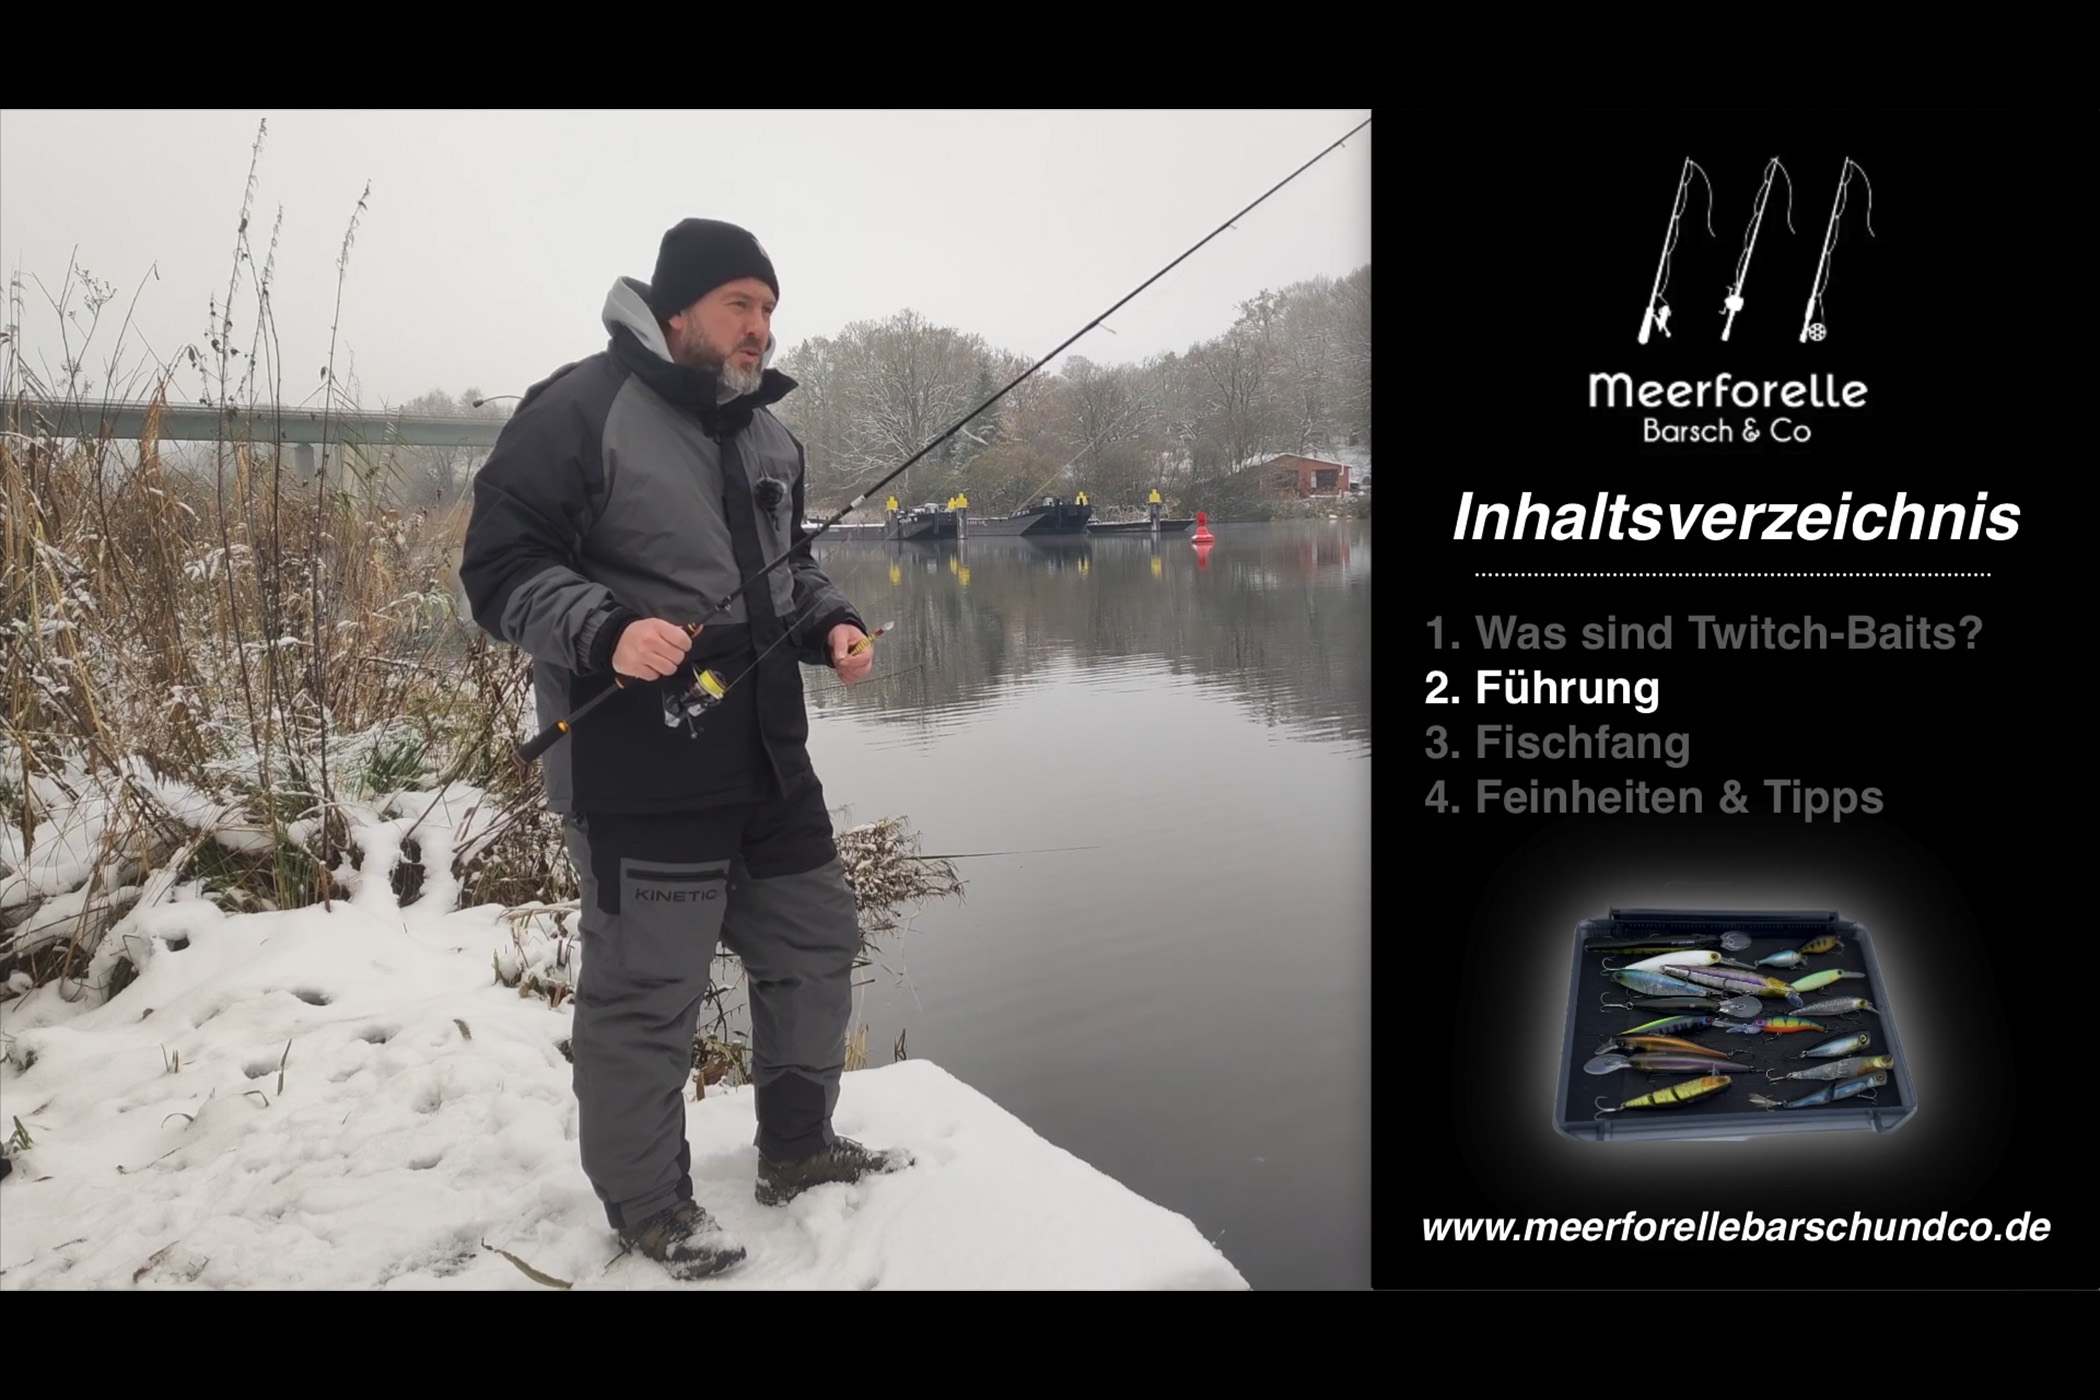 KINETIC
Meerforelle
Barsch & Co
Inhaltsverzeichnis
1. Was sind Twitch-Baits?
2. Führung
3. Fischfang
4. Feinheiten & Tipps
www.meerforellebarschundco.de